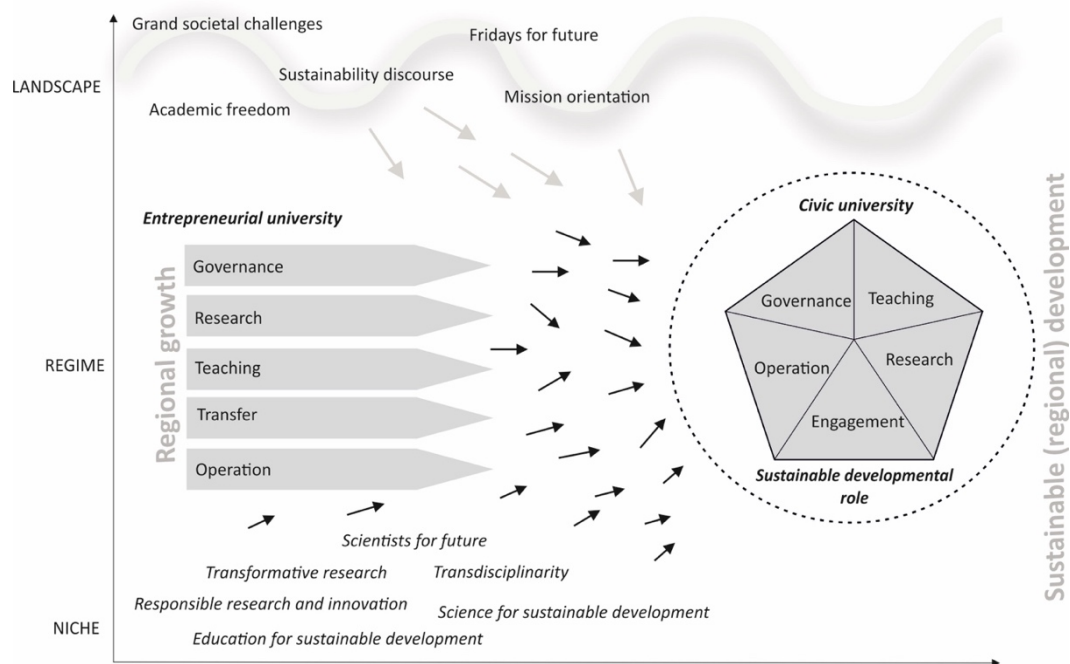 Grand societal challenges
Fridays for future
Sustainability discourse
LANDSCAPE
Mission orientation
Academic freedom
Entrepreneurial university
Civic university
Regional growth
Governance
Research
Teaching
Transfer
Operation
REGIME
Governance
Teaching
Operation
Research
Engagement
Sustainable developmental
role
Sustainable (regional) development
Scientists for future
Transformative research
Transdisciplinarity
Responsible research and innovation
Science for sustainable development
NICHE
Education for sustainable development